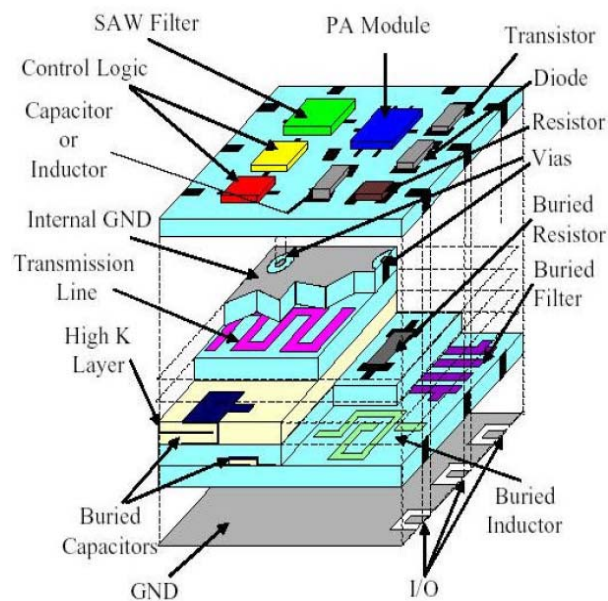 SAW Filter
PA Module
Transistor
Control Logic
Diode
Capacitor
or
Inductor
Resistor
Vias
Internal GND
Buried
Resistor
Transmission
Line
Buried
Filter
High K
Layer
Buried
Capacitors
Buried
Inductor
GND
I/O